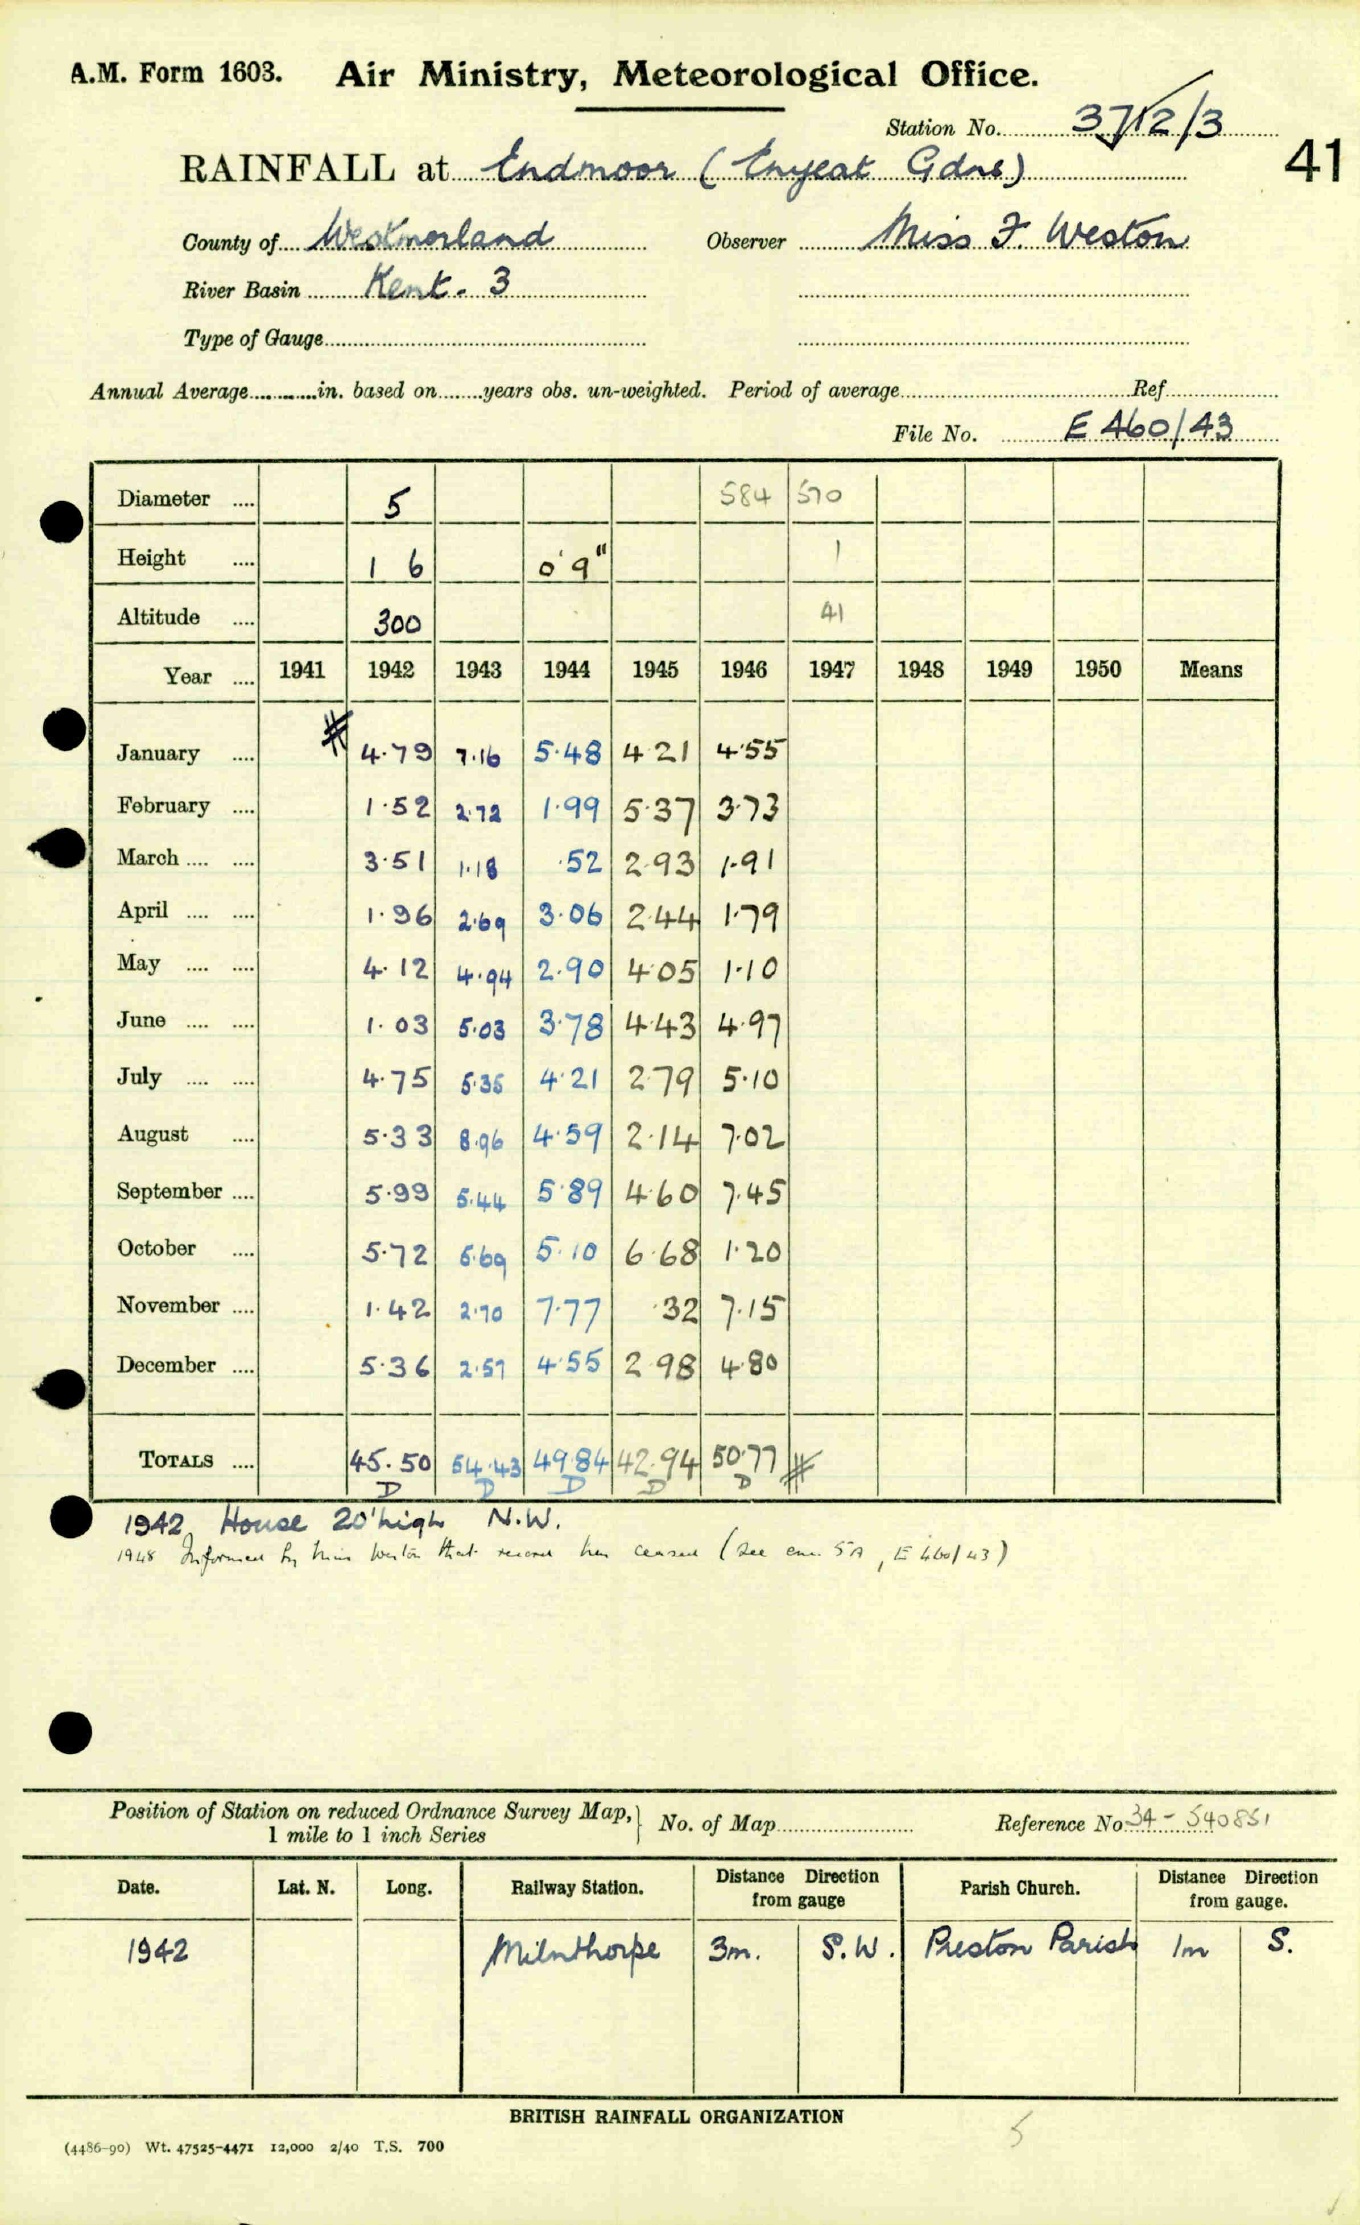 A.M. Form 1603. Air Ministry, Meteorological Office.
Station No. 3712/3
41
RAINFALL at Endmoor (Enyeat Gdns)
County of Westmorland Observer Miss F. Weston
River Basin Kent. 3
Type of Gauge
Annual Average in. based on years obs. un-weighted. Period of average Ref
File No. E 460/43
Diameter 5 584 570
Height 1 6 0' 9" 1
Altitude 300 41
Year 1941 1942 1943 1944 1945 1946 1947 1948 1949 1950 Means
January 4.79 7.16 5.48 4.21 4.55
February 1.52 2.72 1.99 5.37 3.73
March 3.51 1.18 .52 2.93 1.91
April 1.96 2.69 3.06 2.44 1.79
May 4.12 4.94 2.90 4.05 1.10
June 1.03 5.03 3.78 4.43 4.97
July 4.75 5.35 4.21 2.79 5.10
August 5.33 8.96 4.59 2.14 7.02
September 5.99 5.44 5.89 4.60 7.45
October 5.72 5.69 5.10 6.68 1.20
November 1.42 2.70 7.77 .32 7.15
December 5.36 2.57 4.55 2.98 4.80
TOTALS 45.50 54.43 49.84 42.94 50.77
D D D D D
1942 House 20' high N.W.
1948 Informed by Miss Weston that record has ceased (see enc. 5A, E 460/43)
Position of Station on reduced Ordnance Survey Map, 1 mile to 1 inch Series } No. of Map Reference No 34-540851
Date. Lat. N. Long. Railway Station. Distance Direction from gauge Parish Church. Distance Direction from gauge.
1942 Milnthorpe 3m. S.W. Preston Parish 1m S.
BRITISH RAINFALL ORGANIZATION
5
(4486-90) Wt. 47525-4471 12,000 2/40 T.S. 700